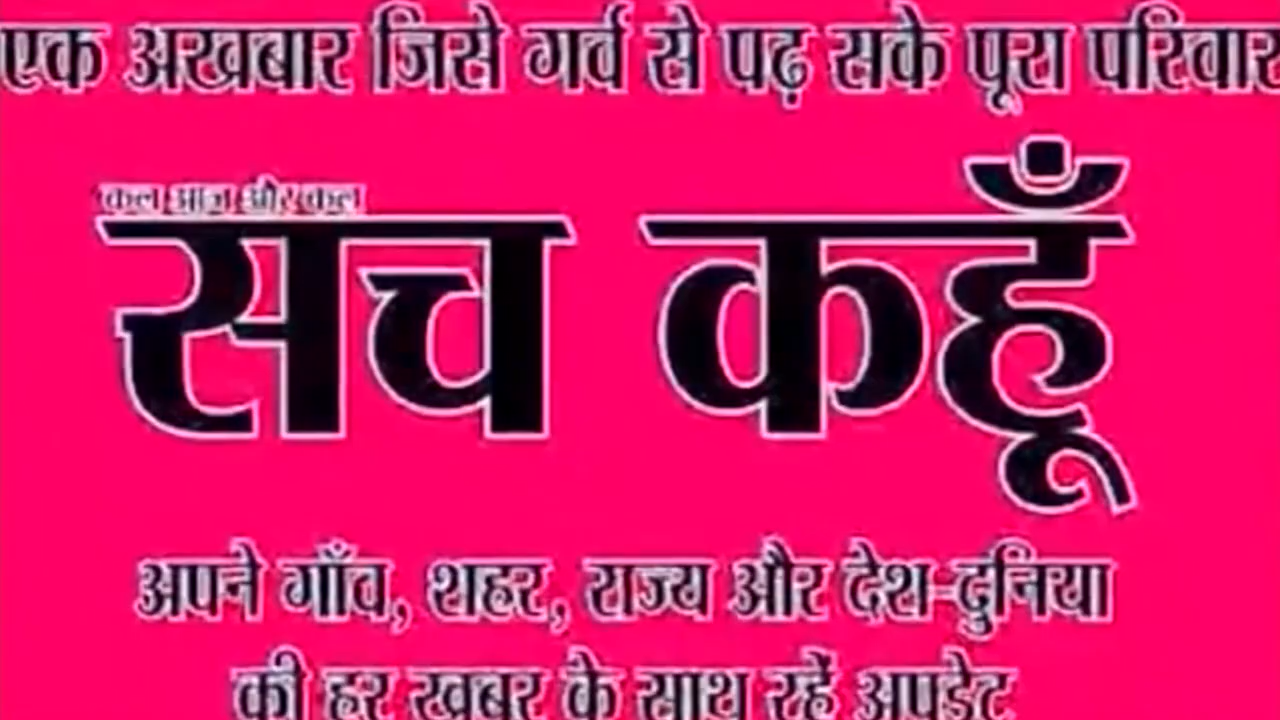 एक अखबार जिसे गर्व से पढ़ सके पूरा परिवार
कल आज और कल
सच कहूँ
अपने गाँव, शहर, राज्य और देश-दुनिया
की हर खबर के साथ रहें अपडेट